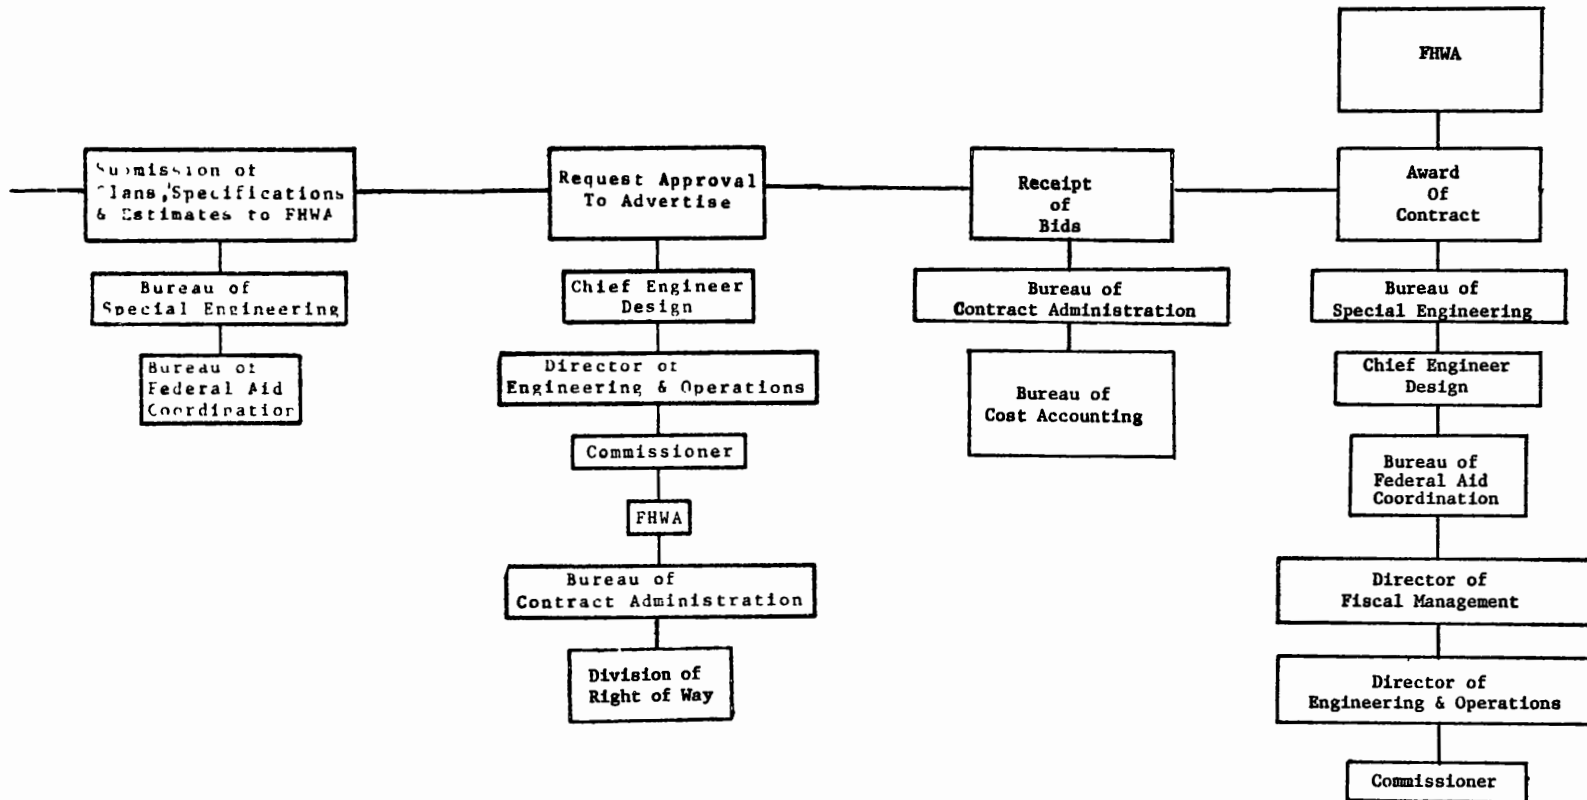 FHWA
Submission of
Plans, Specifications
& Estimates to FHWA
Bureau of
Special Engineering
Bureau of
Federal Aid
Coordination
Request Approval
To Advertise
Chief Engineer
Design
Director of
Engineering & Operations
Commissioner
FHWA
Bureau of
Contract Administration
Division of
Right of Way
Receipt
of
Bids
Bureau of
Contract Administration
Bureau of
Cost Accounting
Award
Of
Contract
Bureau of
Special Engineering
Chief Engineer
Design
Bureau of
Federal Aid
Coordination
Director of
Fiscal Management
Director of
Engineering & Operations
Commissioner